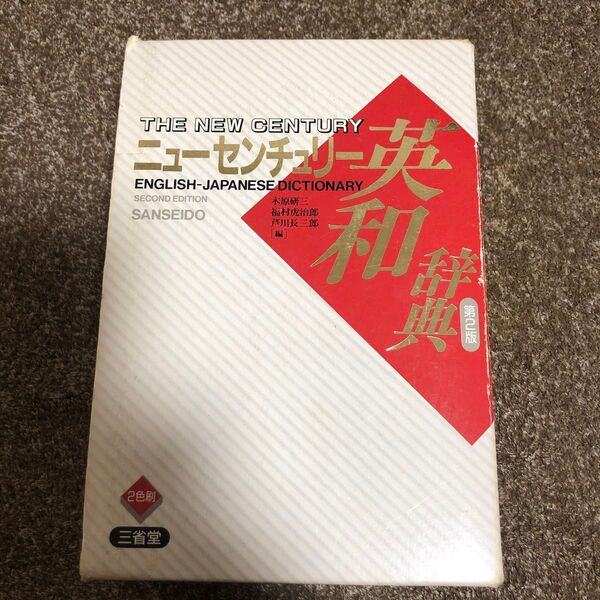 THE NEW CENTURY
ニューセンチュリー
英和
辞典
第2版
ENGLISH-JAPANESE DICTIONARY
SECOND EDITION
SANSEIDO
木原研三
福村虎治郎
芦川長三郎
[編]
2色刷
三省堂